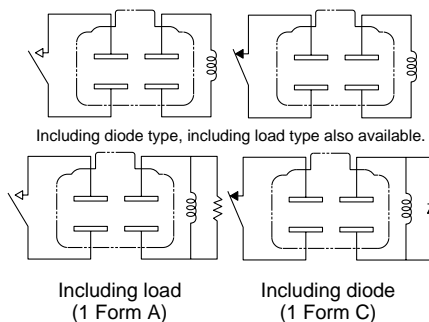 Including diode type, including load type also available.
Including load
(1 Form A)
Including diode
(1 Form C)